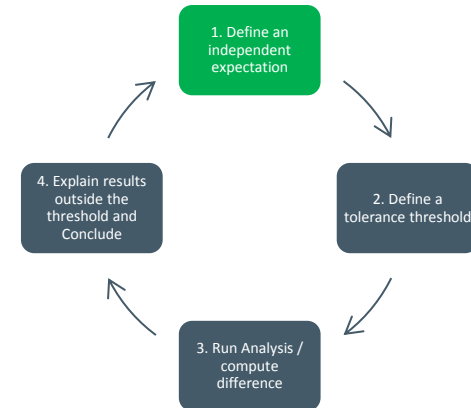 1. Define an
independent
expectation
2. Define a
tolerance threshold
3. Run Analysis /
compute
difference
4. Explain results
outside the
threshold and
Conclude